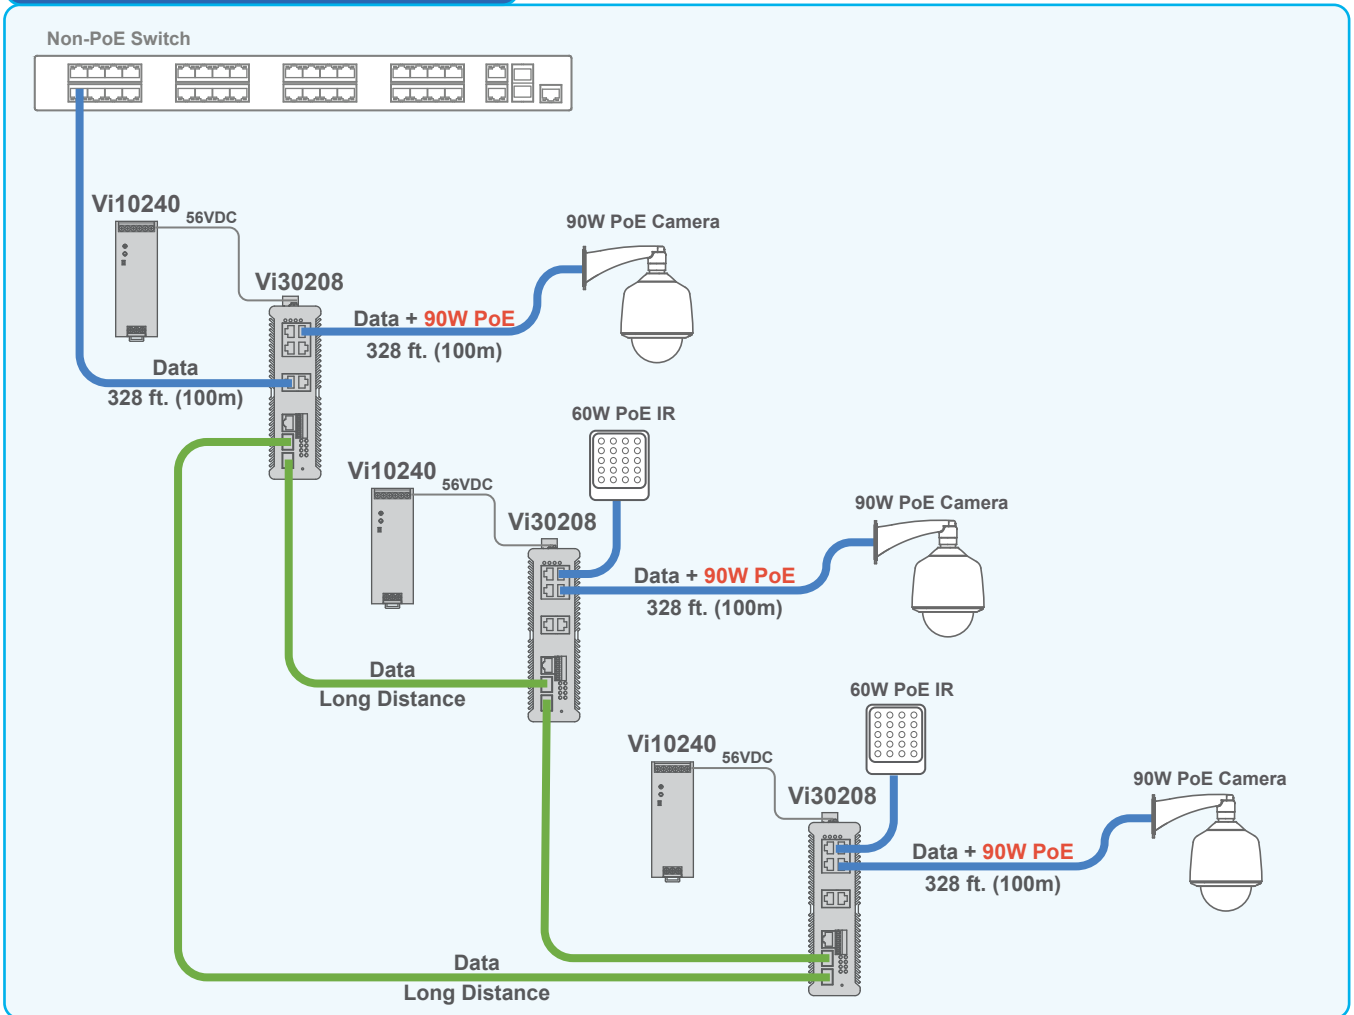 Non-PoE Switch
Vi10240
56VDC
90W PoE Camera
Vi30208
Data + 90W PoE
328 ft. (100m)
Data
328 ft. (100m)
60W PoE IR
Vi10240
56VDC
90W PoE Camera
Vi30208
Data + 90W PoE
328 ft. (100m)
Data
Long Distance
60W PoE IR
Vi10240
56VDC
90W PoE Camera
Vi30208
Data + 90W PoE
328 ft. (100m)
Data
Long Distance